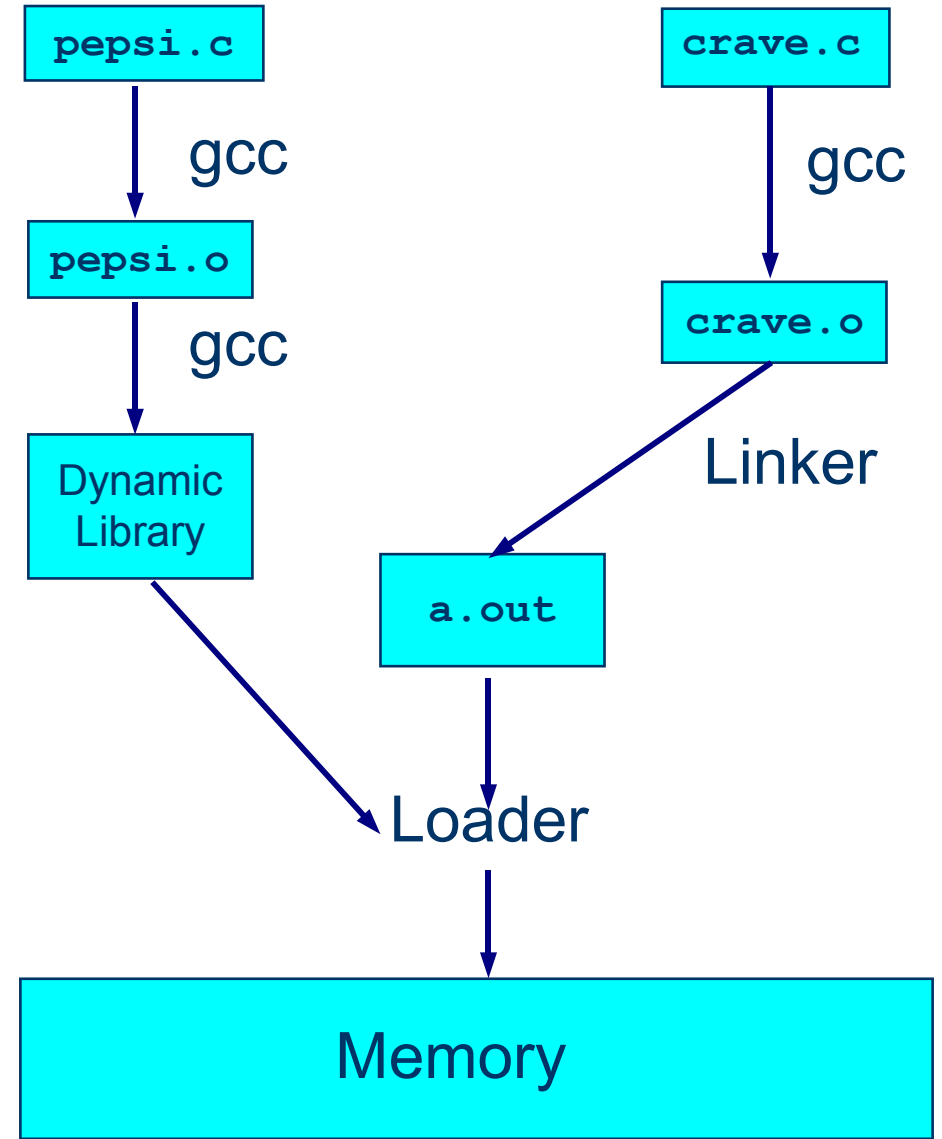 pepsi.c
crave.c
gcc
gcc
pepsi.o
crave.o
gcc
Dynamic
Library
Linker
a.out
Loader
Memory